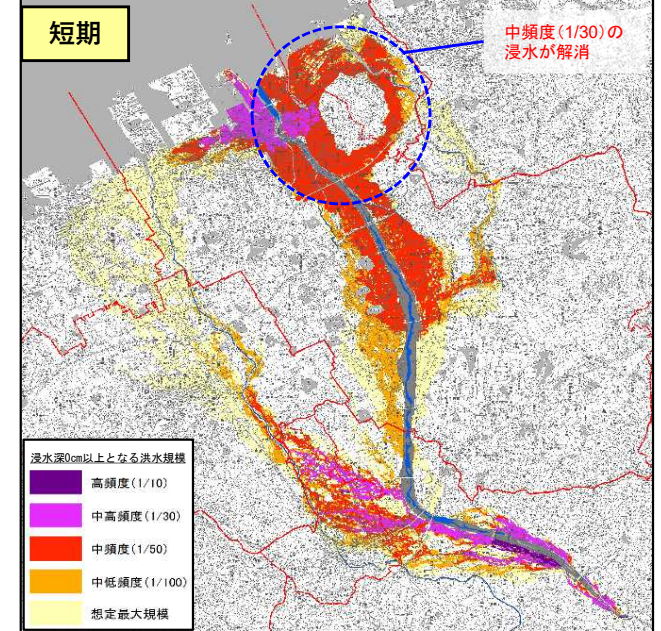 短期
中頻度(1/30)の
浸水が解消
浸水深0cm以上となる洪水規模
高頻度(1/10)
中高頻度(1/30)
中頻度(1/50)
中低頻度(1/100)
想定最大規模